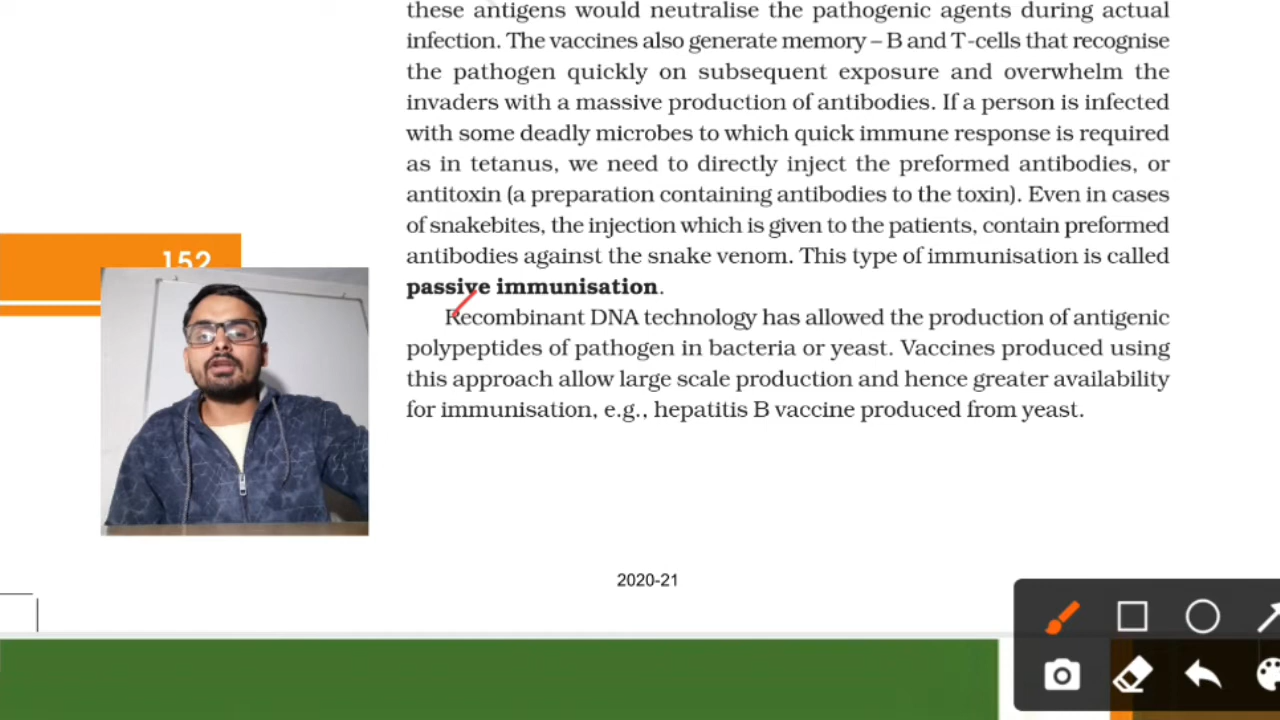 these antigens would neutralise the pathogenic agents during actual
infection. The vaccines also generate memory – B and T-cells that recognise
the pathogen quickly on subsequent exposure and overwhelm the
invaders with a massive production of antibodies. If a person is infected
with some deadly microbes to which quick immune response is required
as in tetanus, we need to directly inject the preformed antibodies, or
antitoxin (a preparation containing antibodies to the toxin). Even in cases
of snakebites, the injection which is given to the patients, contain preformed
antibodies against the snake venom. This type of immunisation is called
passive immunisation.
Recombinant DNA technology has allowed the production of antigenic
polypeptides of pathogen in bacteria or yeast. Vaccines produced using
this approach allow large scale production and hence greater availability
for immunisation, e.g., hepatitis B vaccine produced from yeast.
152
2020-21